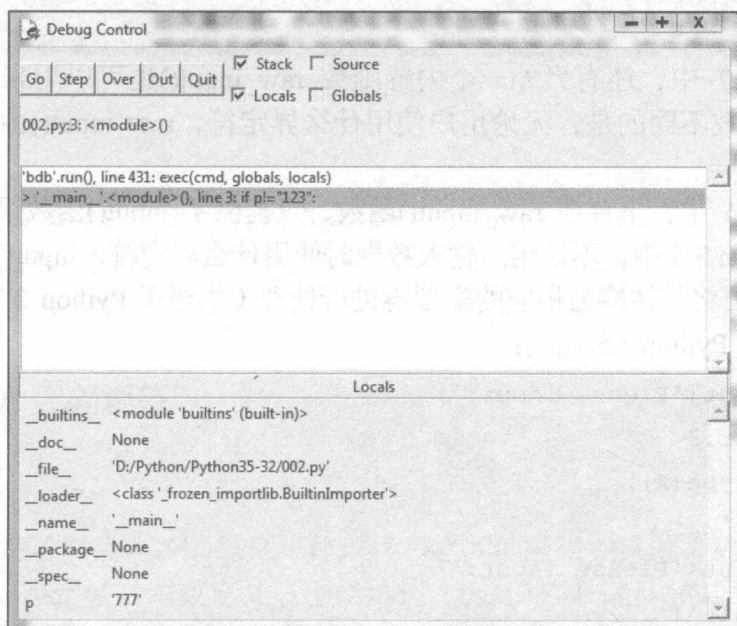 Debug Control
Go Step Over Out Quit
Stack Source
Locals Globals
002.py:3: <module>()
'bdb'.run(), line 431: exec(cmd, globals, locals)
> '__main__'.<module>(), line 3: if p!="123":
Locals
__builtins__ <module 'builtins' (built-in)>
__doc__ None
__file__ 'D:/Python/Python35-32/002.py'
__loader__ <class '_frozen_importlib.BuiltinImporter'>
__name__ '__main__'
__package__ None
__spec__ None
p '777'